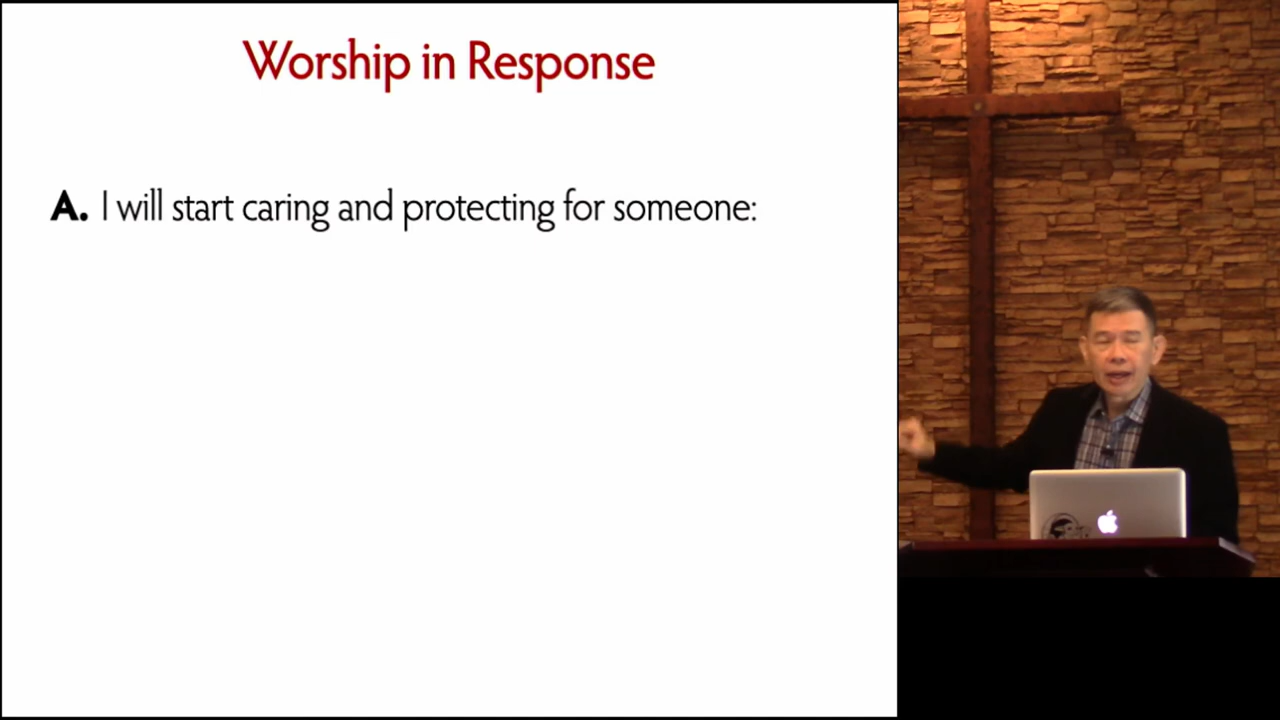 Worship in Response
A. I will start caring and protecting for someone: